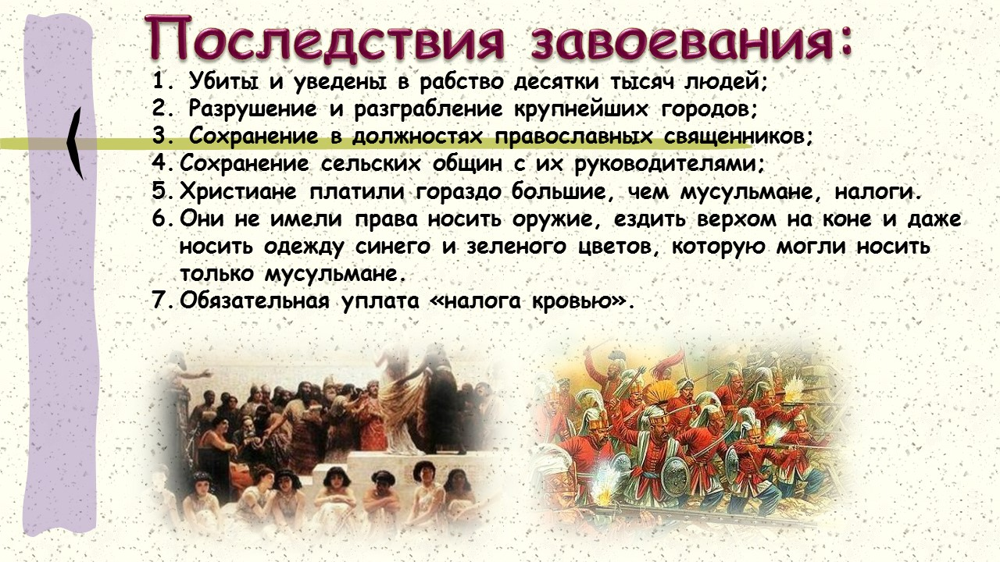 Последствия завоевания:
1. Убиты и уведены в рабство десятки тысяч людей;
2. Разрушение и разграбление крупнейших городов;
3. Сохранение в должностях православных священников;
4. Сохранение сельских общин с их руководителями;
5. Христиане платили гораздо большие, чем мусульмане, налоги.
6. Они не имели права носить оружие, ездить верхом на коне и даже
носить одежду синего и зеленого цветов, которую могли носить
только мусульмане.
7. Обязательная уплата «налога кровью».